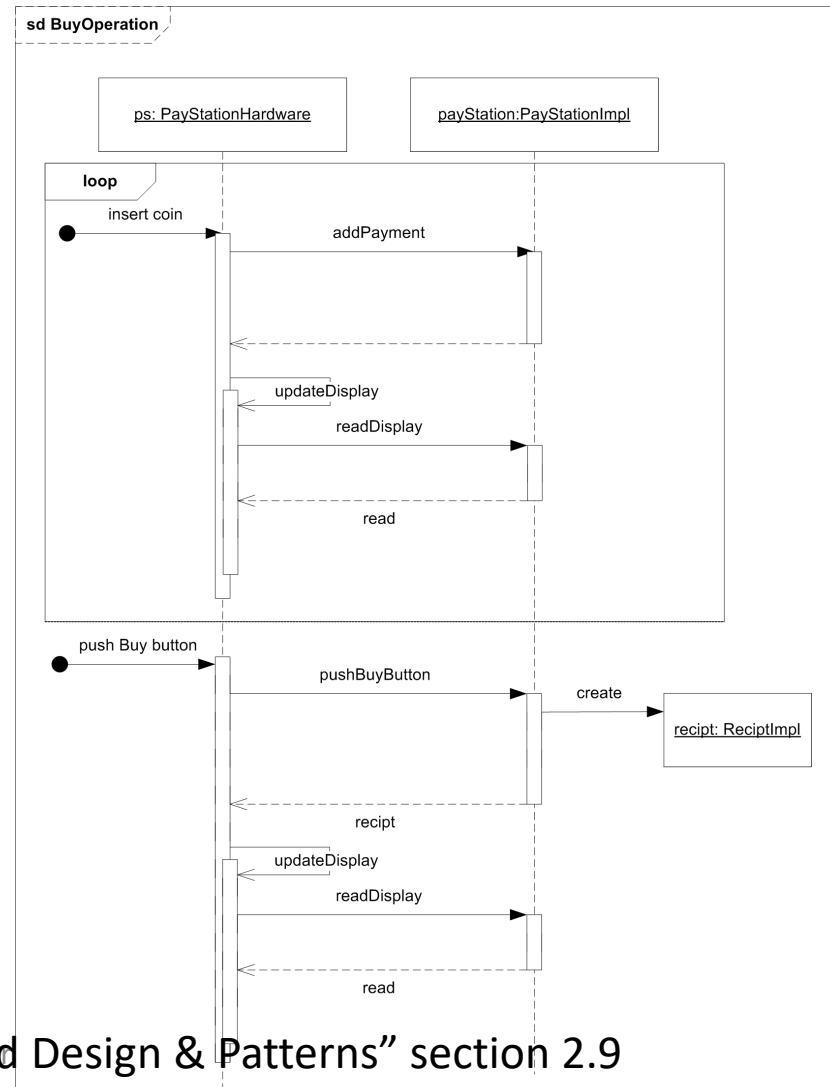 sd BuyOperation
ps: PayStationHardware
payStation:PayStationImpl
loop
insert coin
addPayment
updateDisplay
readDisplay
read
push Buy button
pushBuyButton
create
recipt: ReciptImpl
recipt
updateDisplay
readDisplay
read
Design & Patterns” section 2.9